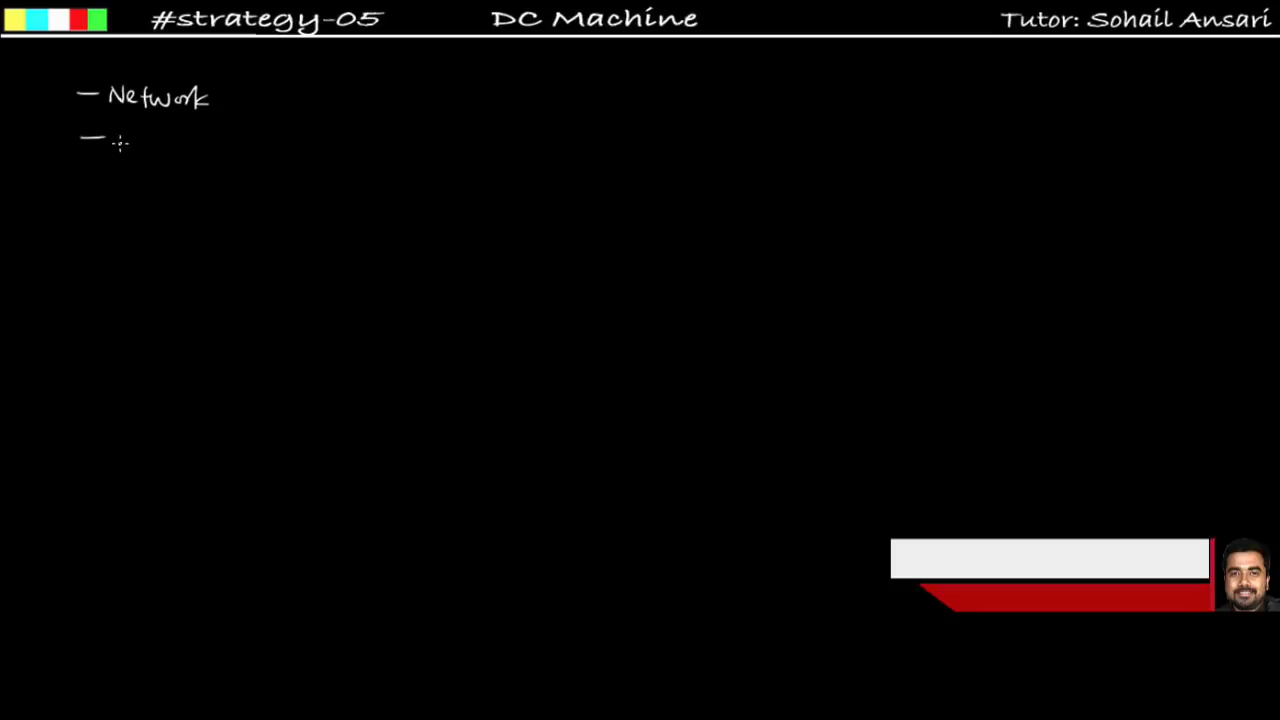 #strategy-05 DC Machine Tutor: Sohail Ansari
— Network
—